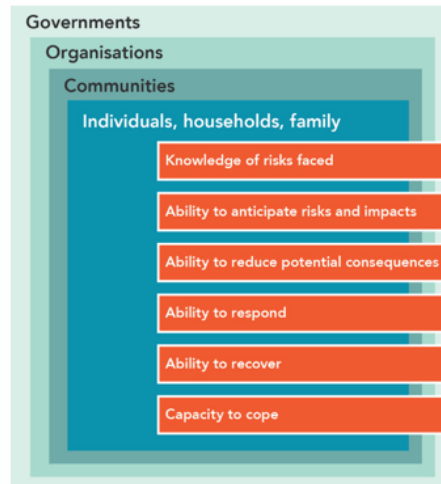 Governments
Organisations
Communities
Individuals, households, family
Knowledge of risks faced
Ability to anticipate risks and impacts
Ability to reduce potential consequences
Ability to respond
Ability to recover
Capacity to cope